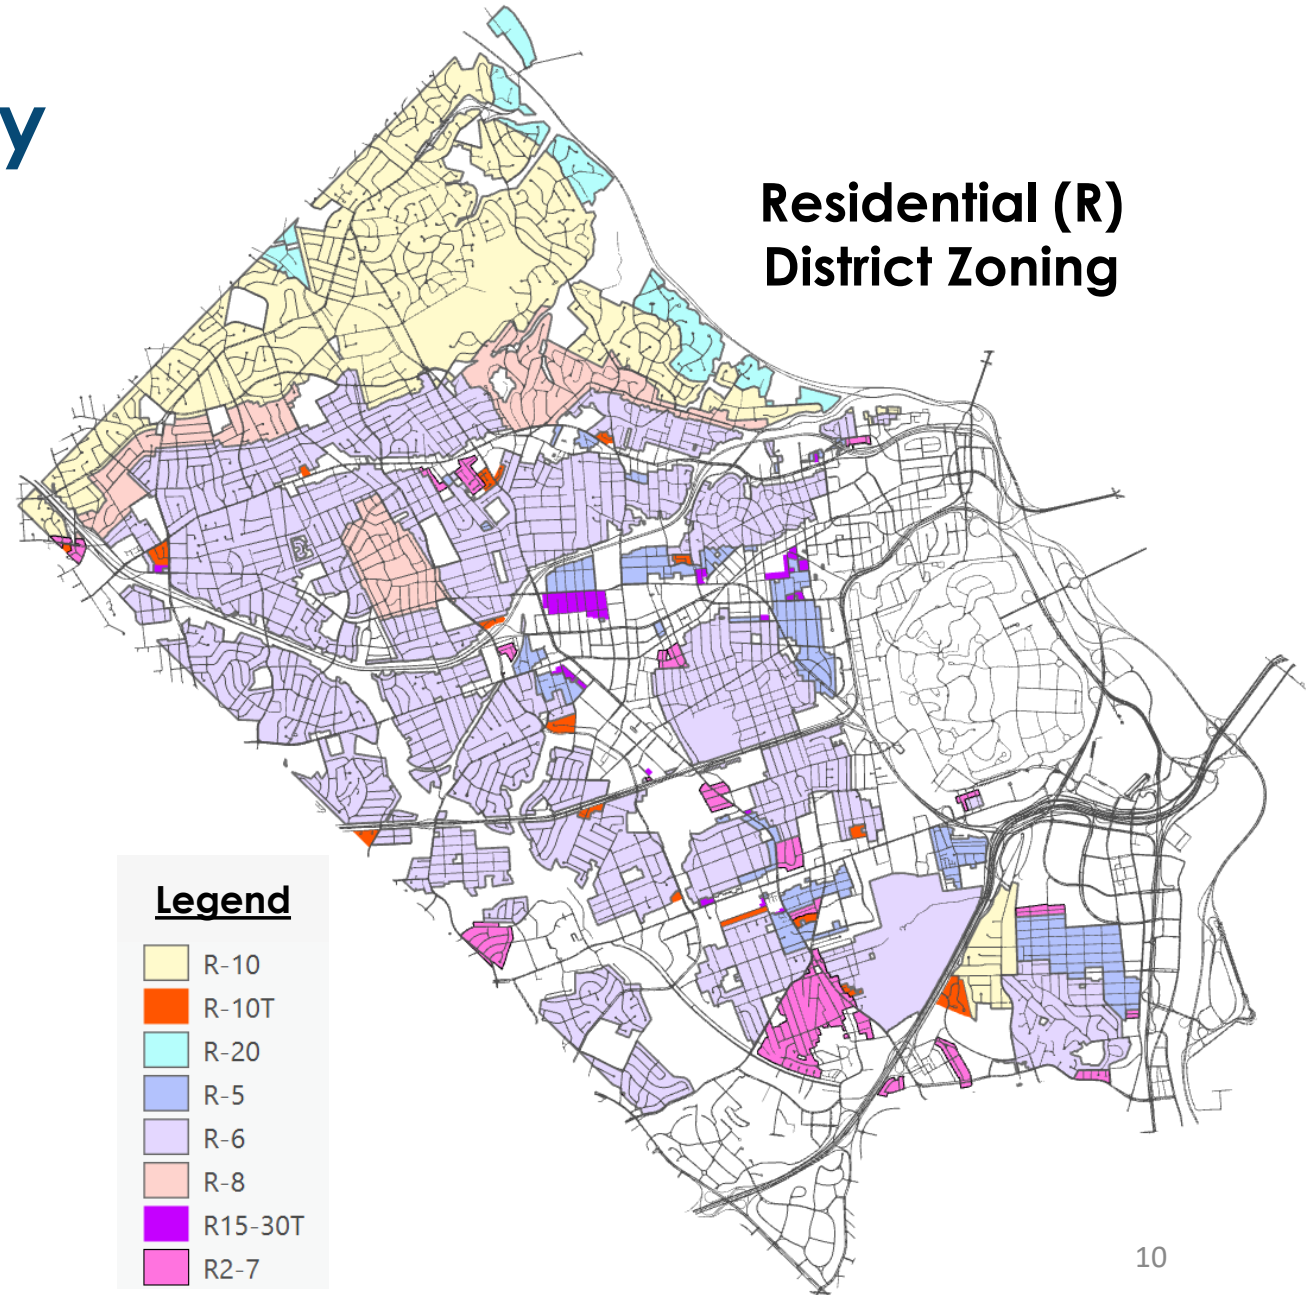 y
Residential (R)
District Zoning
Legend
R-10
R-10T
R-20
R-5
R-6
R-8
R15-30T
R2-7
10